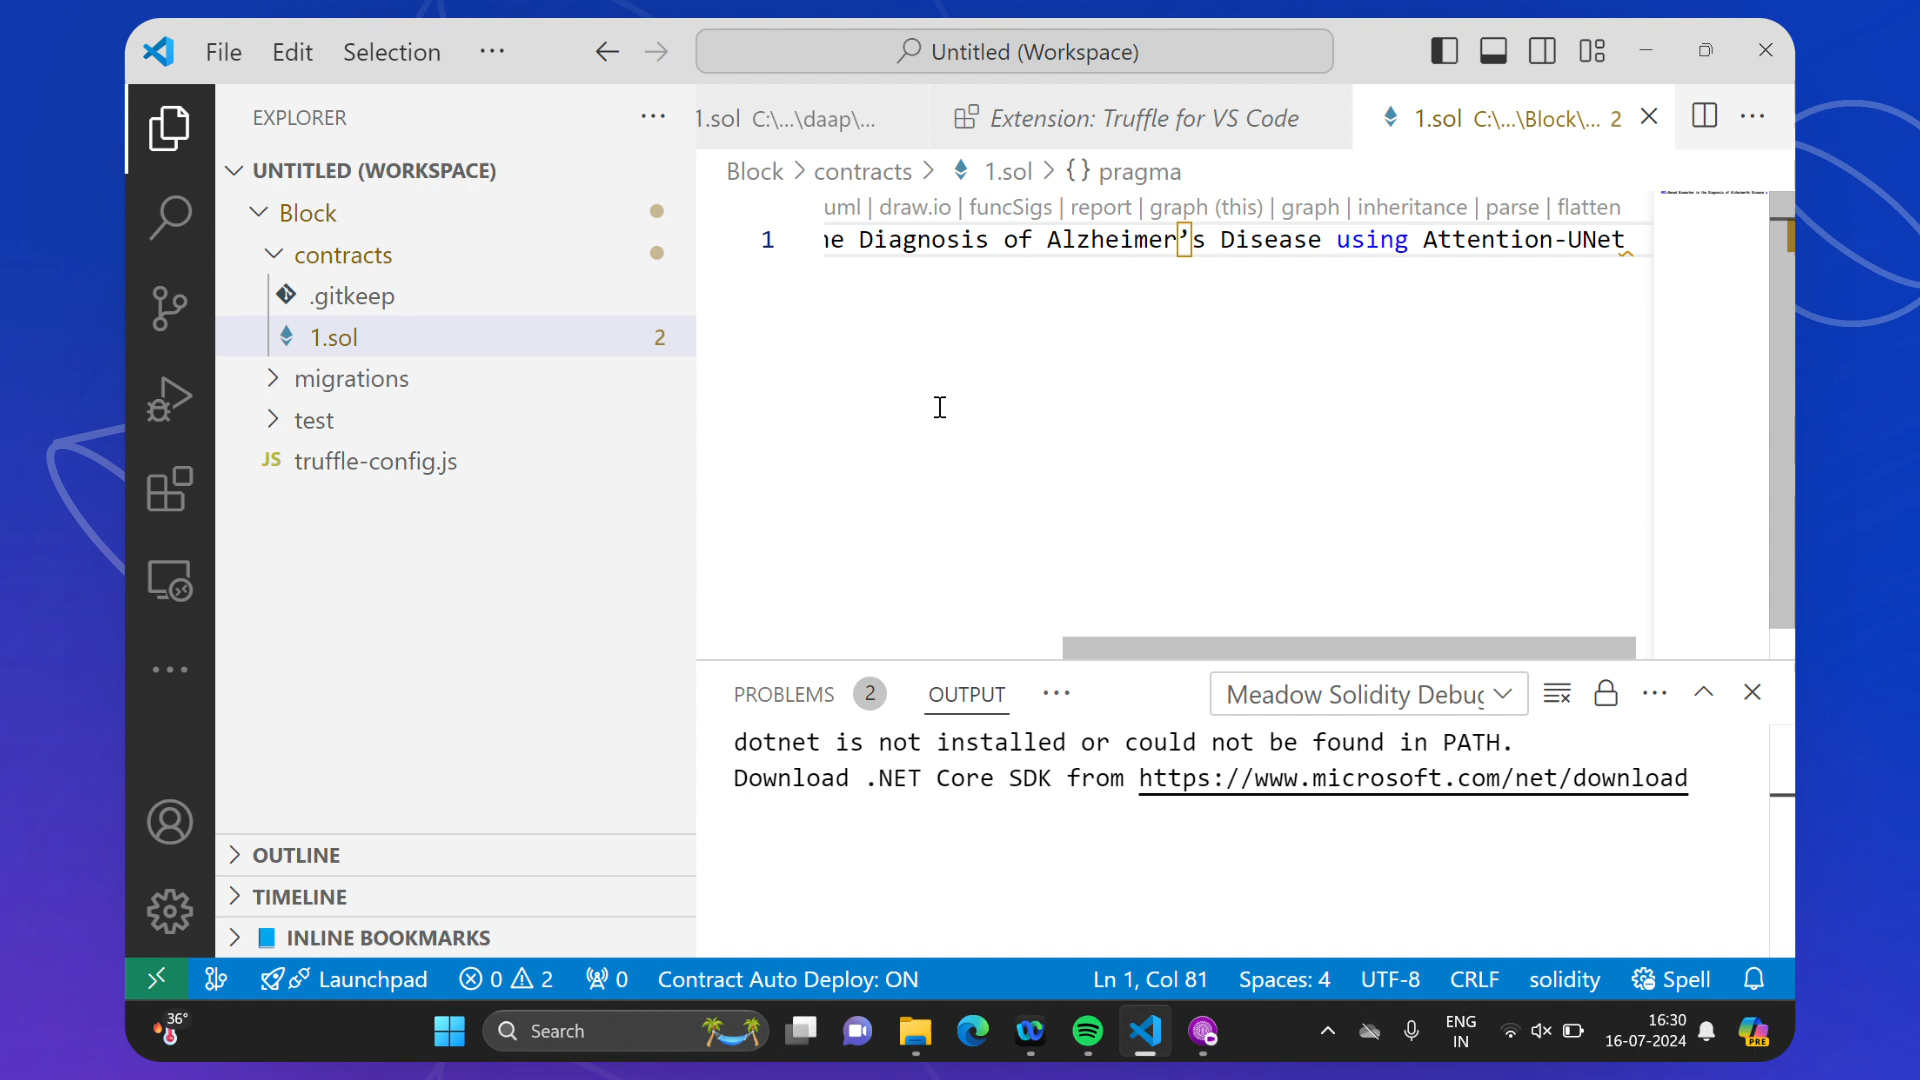 File Edit Selection ···
Untitled (Workspace)
EXPLORER
1.sol C:\...\daap\...
Extension: Truffle for VS Code
1.sol C:\...\Block\... 2
UNTITLED (WORKSPACE)
Block > contracts > 1.sol > {} pragma
Block
uml | draw.io | funcSigs | report | graph (this) | graph | inheritance | parse | flatten
1 he Diagnosis of Alzheimer’s Disease using Attention-UNet
contracts
.gitkeep
1.sol 2
migrations
test
JS truffle-config.js
PROBLEMS 2 OUTPUT ···
Meadow Solidity Debug
dotnet is not installed or could not be found in PATH.
Download .NET Core SDK from https://www.microsoft.com/net/download
OUTLINE
TIMELINE
INLINE BOOKMARKS
Launchpad 0 2 0 Contract Auto Deploy: ON Ln 1, Col 81 Spaces: 4 UTF-8 CRLF solidity Spell
36°
Search
ENG
IN
16:30
16-07-2024
PRE